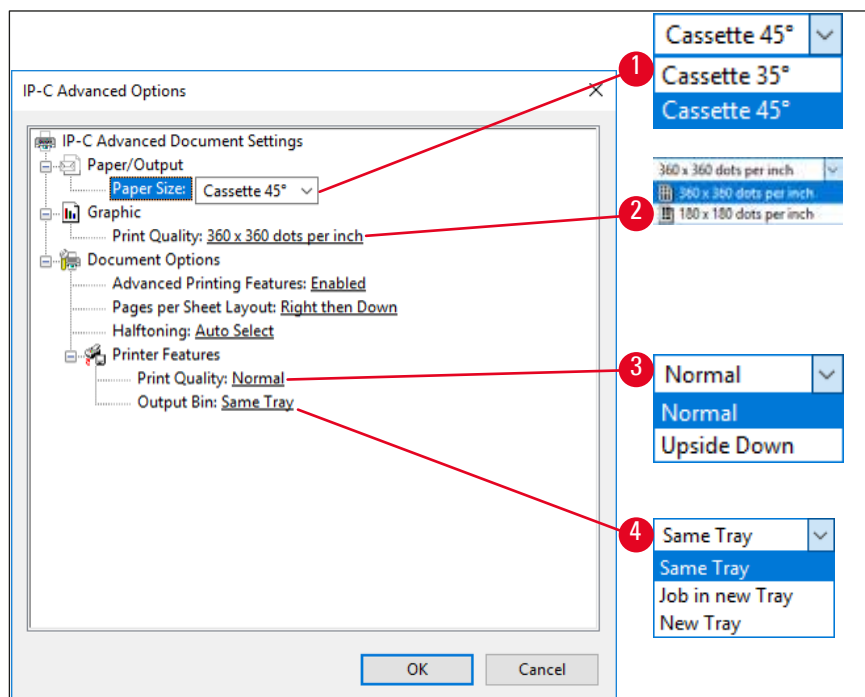 IP-C Advanced Options
IP-C Advanced Document Settings
Paper/Output
Paper Size: Cassette 45°
Graphic
Print Quality: 360 x 360 dots per inch
Document Options
Advanced Printing Features: Enabled
Pages per Sheet Layout: Right then Down
Halftoning: Auto Select
Printer Features
Print Quality: Normal
Output Bin: Same Tray
OK Cancel
1
Cassette 45°
Cassette 35°
Cassette 45°
2
360 x 360 dots per inch
360 x 360 dots per inch
180 x 180 dots per inch
3
Normal
Normal
Upside Down
4
Same Tray
Same Tray
Job in new Tray
New Tray